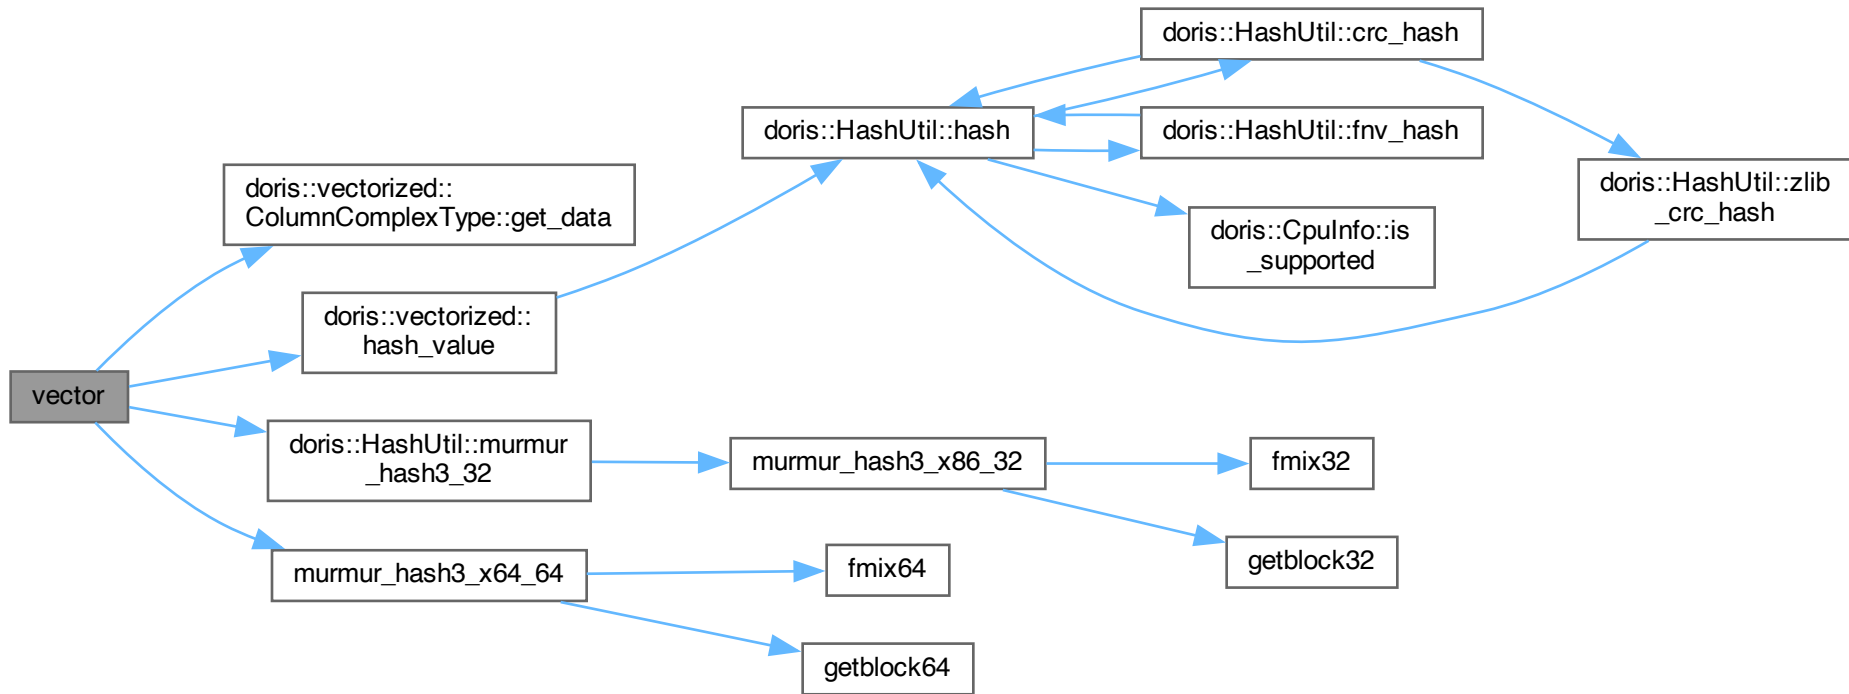 doris::HashUtil::crc_hash
doris::HashUtil::hash
doris::HashUtil::fnv_hash
doris::vectorized::
ColumnComplexType::get_data
doris::HashUtil::zlib
_crc_hash
doris::CpuInfo::is
_supported
doris::vectorized::
hash_value
vector
doris::HashUtil::murmur
_hash3_32
murmur_hash3_x86_32
fmix32
getblock32
murmur_hash3_x64_64
fmix64
getblock64